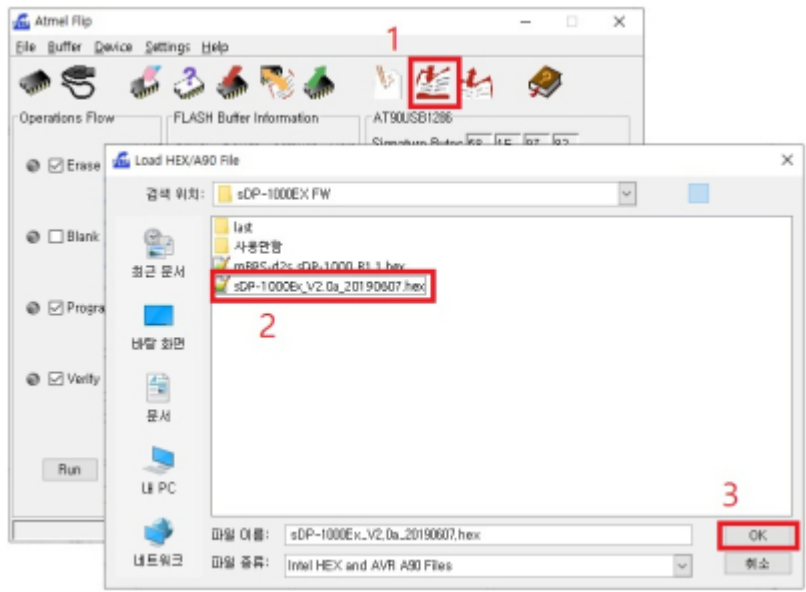 Atmel Flip
File Buffer Device Settings Help
1
Operations Flow
FLASH Buffer Information
AT90USB1286
Signature Bytes
Erase
Blank
Progra
Verify
Run
Load HEX/A90 File
검색 위치:
sDP-1000EX FW
최근 문서
바탕 화면
문서
내 PC
네트워크
last
사용안함
mBPS-d2s sDP-1000 B1.1.hex
sDP-1000Ex_V2.0a_20190607.hex
2
3
파일 이름:
sDP-1000Ex_V2.0a_20190607.hex
OK
파일 종류:
Intel HEX and AVR A90 Files
취소